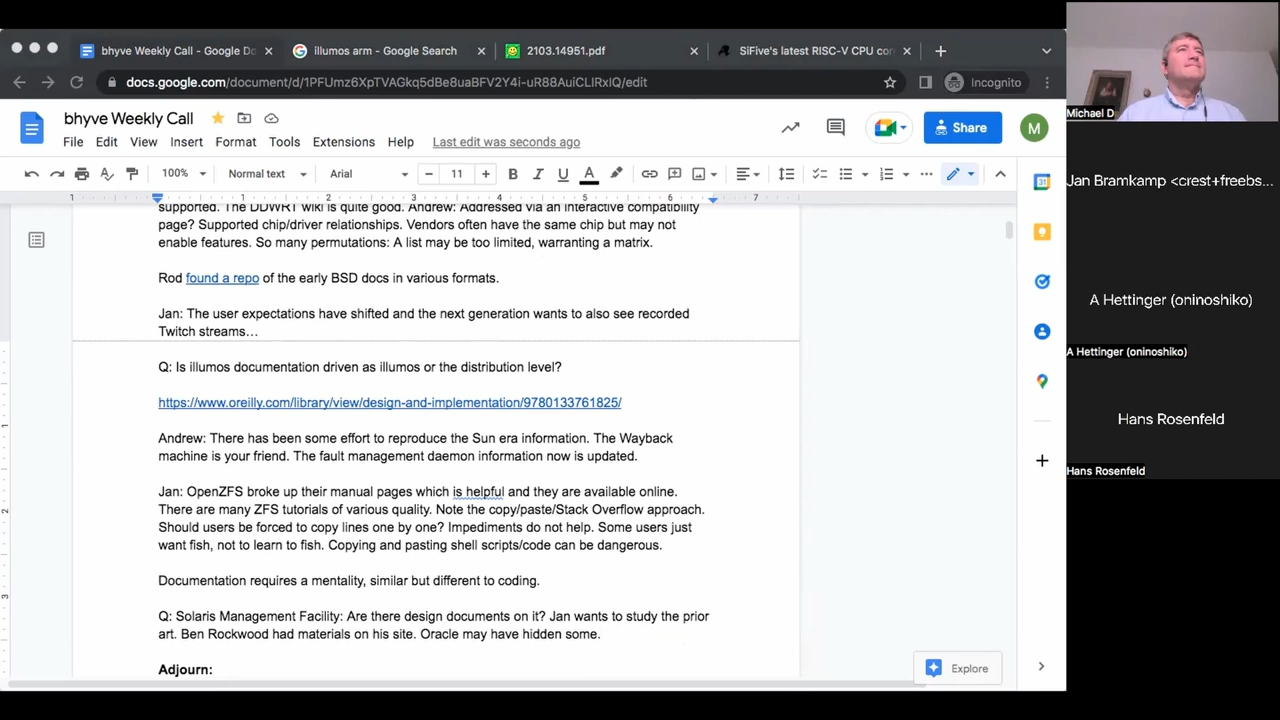 bhyve Weekly Call - Google Do
illumos arm - Google Search
2103.14951.pdf
SiFive's latest RISC-V CPU cor
docs.google.com/document/d/1PFUmz6XpTVAGkq5dBe8uaBFV2Y4i-uR88AuiCLlRxIQ/edit
Incognito
bhyve Weekly Call
File Edit View Insert Format Tools Extensions Help Last edit was seconds ago
Share
M
100% Normal text Arial 11
1 1 2 3 4 5 6 7
supported. The DDWRT wiki is quite good. Andrew: Addressed via an interactive compatibility
page? Supported chip/driver relationships. Vendors often have the same chip but may not
enable features. So many permutations: A list may be too limited, warranting a matrix.
Rod found a repo of the early BSD docs in various formats.
Jan: The user expectations have shifted and the next generation wants to also see recorded
Twitch streams…
Q: Is illumos documentation driven as illumos or the distribution level?
https://www.oreilly.com/library/view/design-and-implementation/9780133761825/
Andrew: There has been some effort to reproduce the Sun era information. The Wayback
machine is your friend. The fault management daemon information now is updated.
Jan: OpenZFS broke up their manual pages which is helpful and they are available online.
There are many ZFS tutorials of various quality. Note the copy/paste/Stack Overflow approach.
Should users be forced to copy lines one by one? Impediments do not help. Some users just
want fish, not to learn to fish. Copying and pasting shell scripts/code can be dangerous.
Documentation requires a mentality, similar but different to coding.
Q: Solaris Management Facility: Are there design documents on it? Jan wants to study the prior
art. Ben Rockwood had materials on his site. Oracle may have hidden some.
Adjourn:
Explore
1
2
3
Michael D
Jan Bramkamp <crest+freebs...
A Hettinger (oninoshiko)
A Hettinger (oninoshiko)
Hans Rosenfeld
Hans Rosenfeld